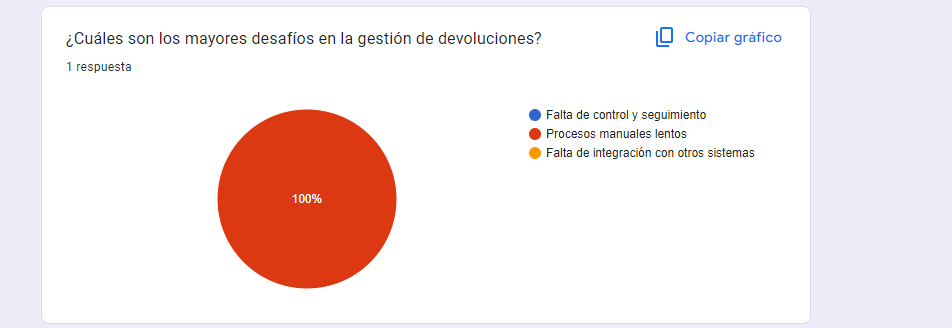 ¿Cuáles son los mayores desafíos en la gestión de devoluciones?
Copiar gráfico
1 respuesta
Falta de control y seguimiento
Procesos manuales lentos
Falta de integración con otros sistemas
100%